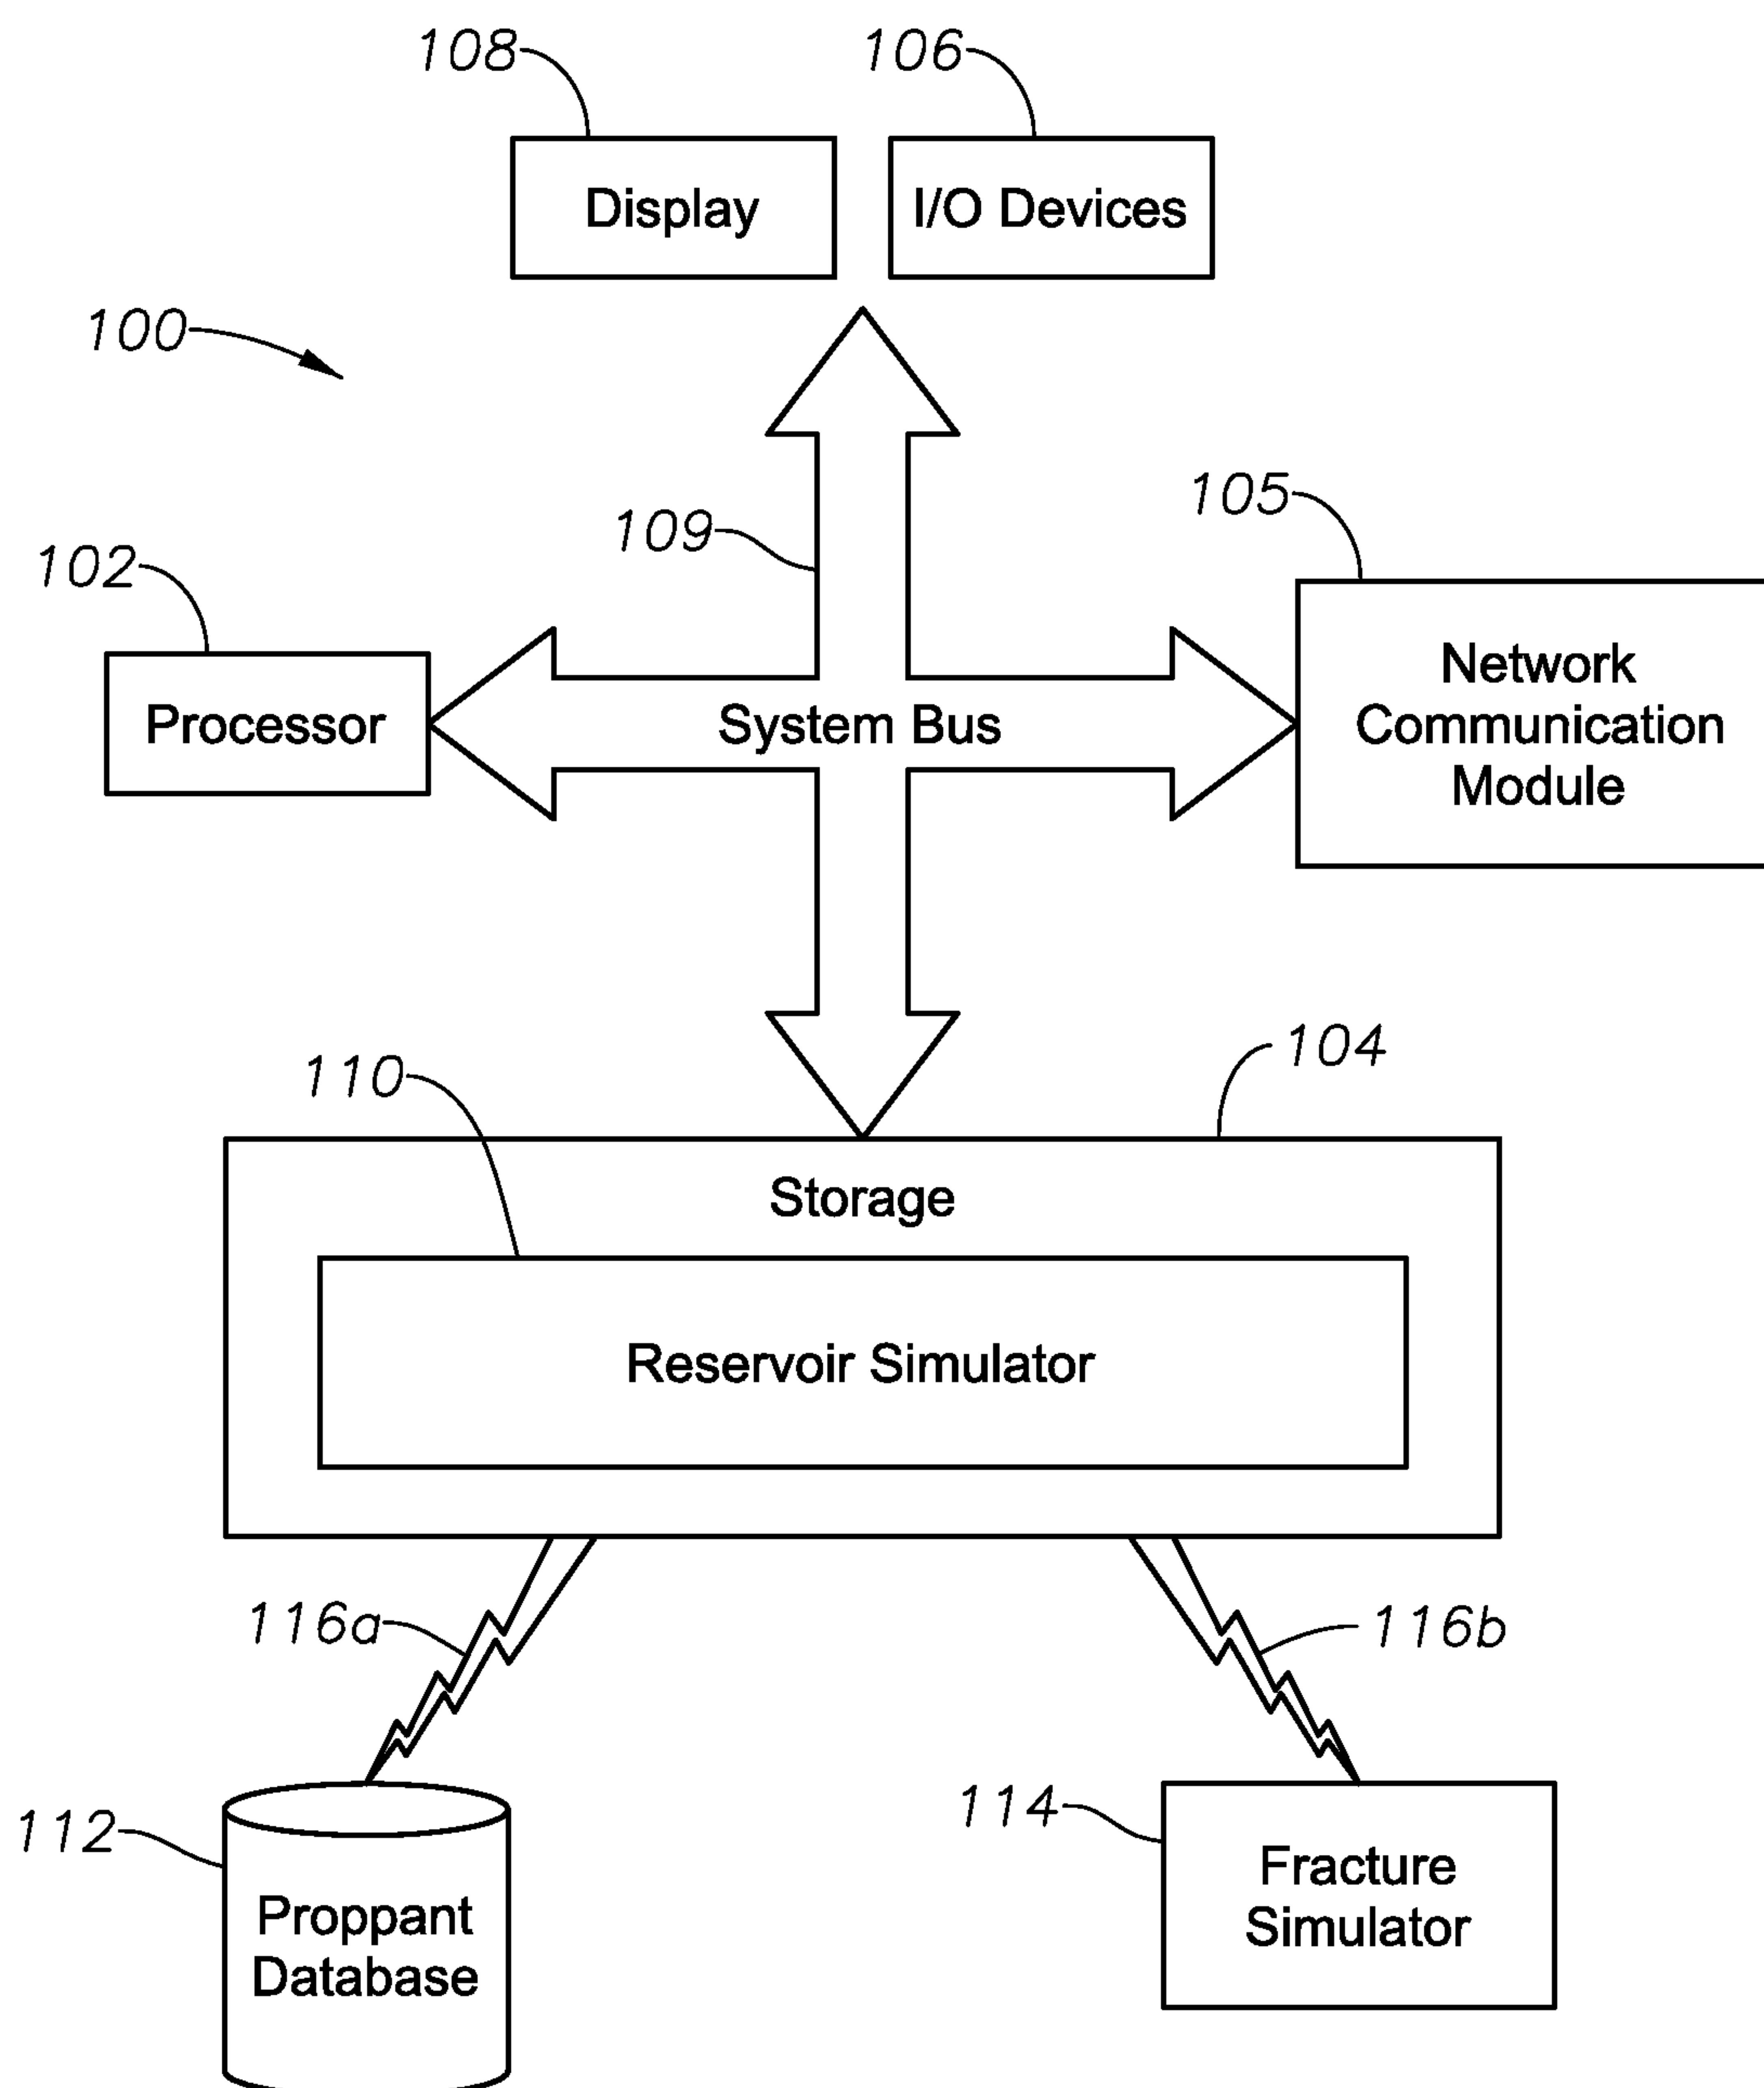 108
106
Display
I/O Devices
100
105
109
102
Network
Communication
Module
Processor
System Bus
104
110
Storage
Reservoir Simulator
116a
116b
112
114
Fracture
Simulator
Proppant
Database